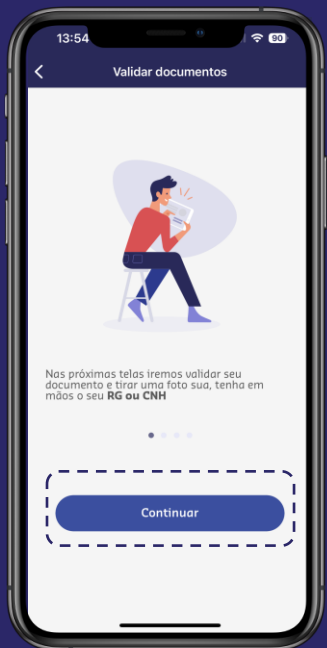 13:54
90
Validar documentos
Nas próximas telas iremos validar seu
documento e tirar uma foto sua, tenha em
mãos o seu RG ou CNH
Continuar